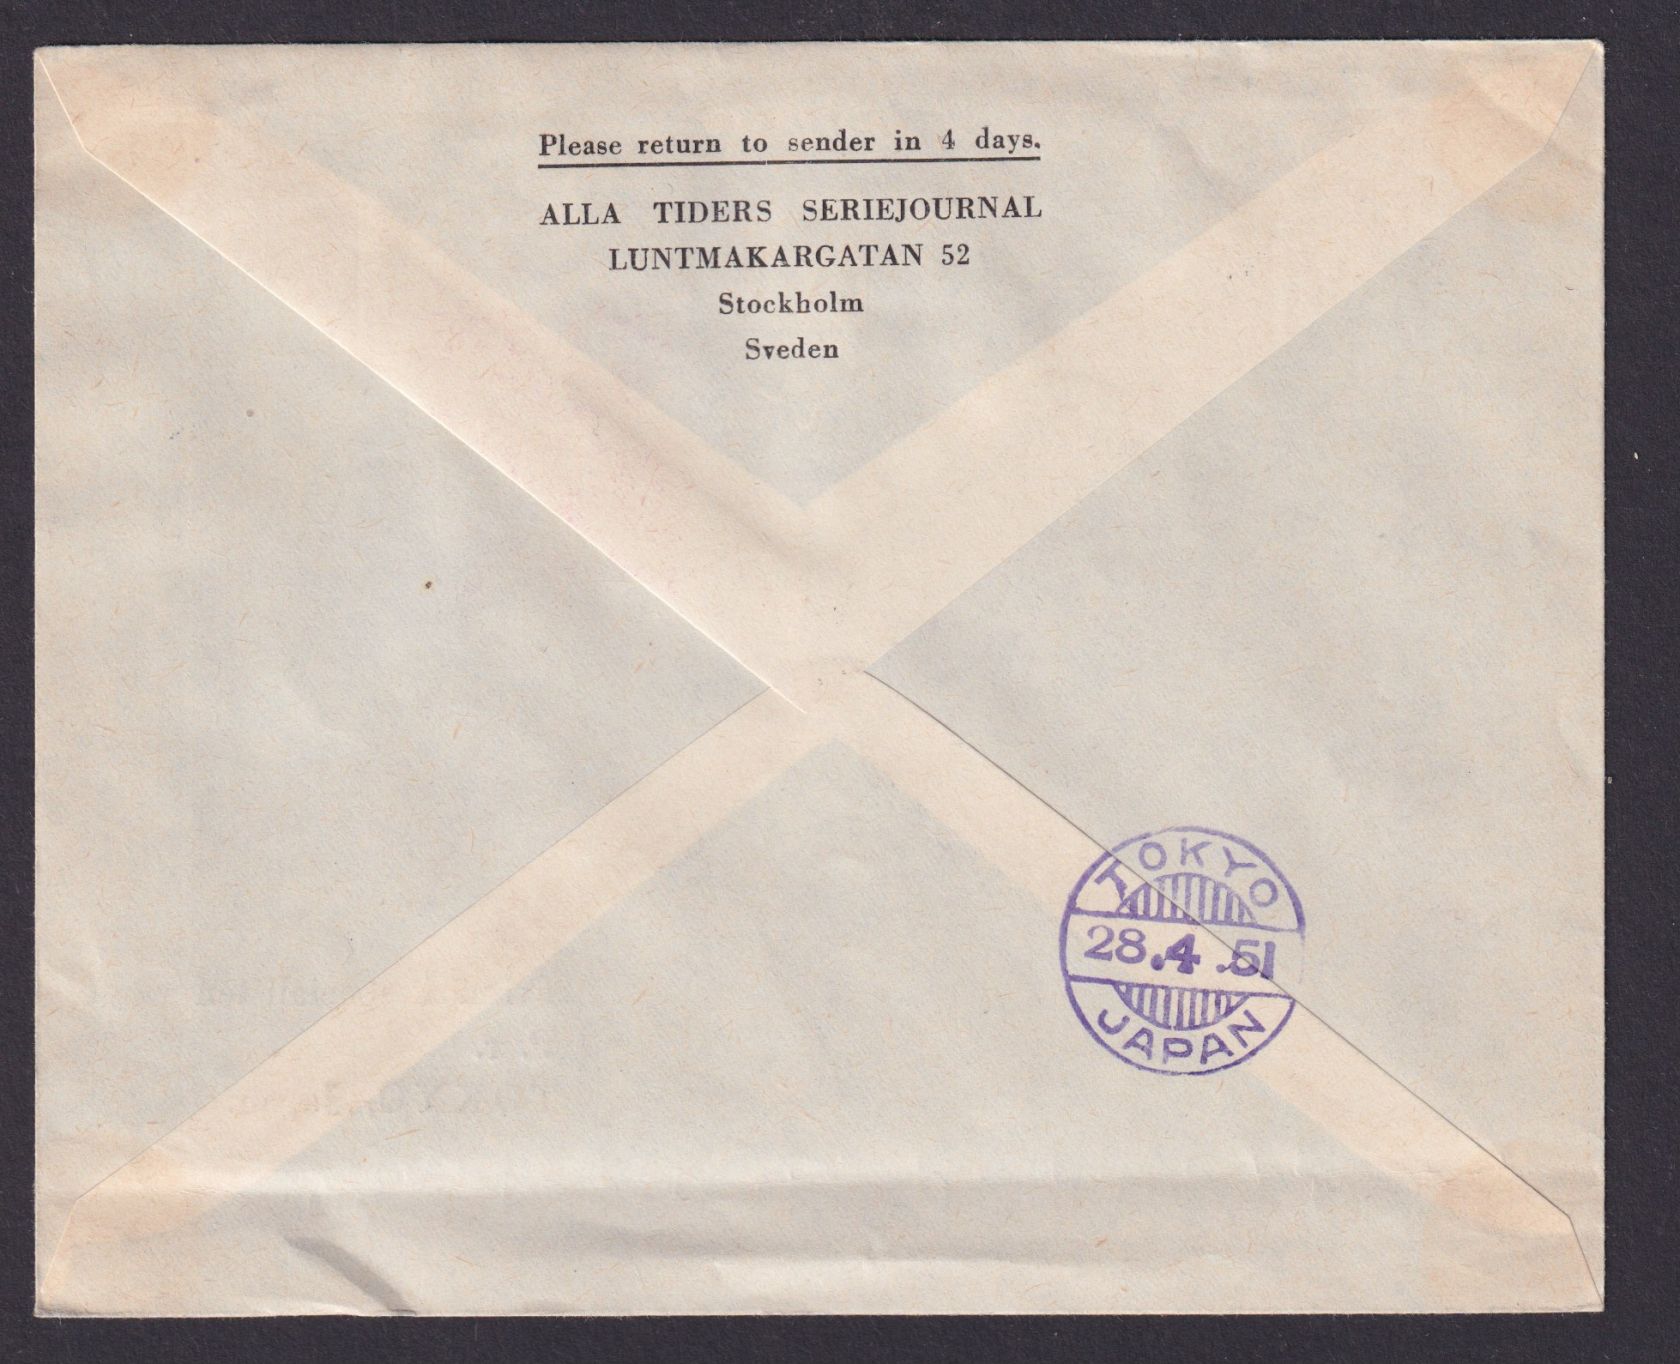 Please return to sender in 4 days.
ALLA TIDERS SERIEJOURNAL
LUNTMAKARGATAN 52
Stockholm
Sveden
TOKYO
28.4.51
JAPAN